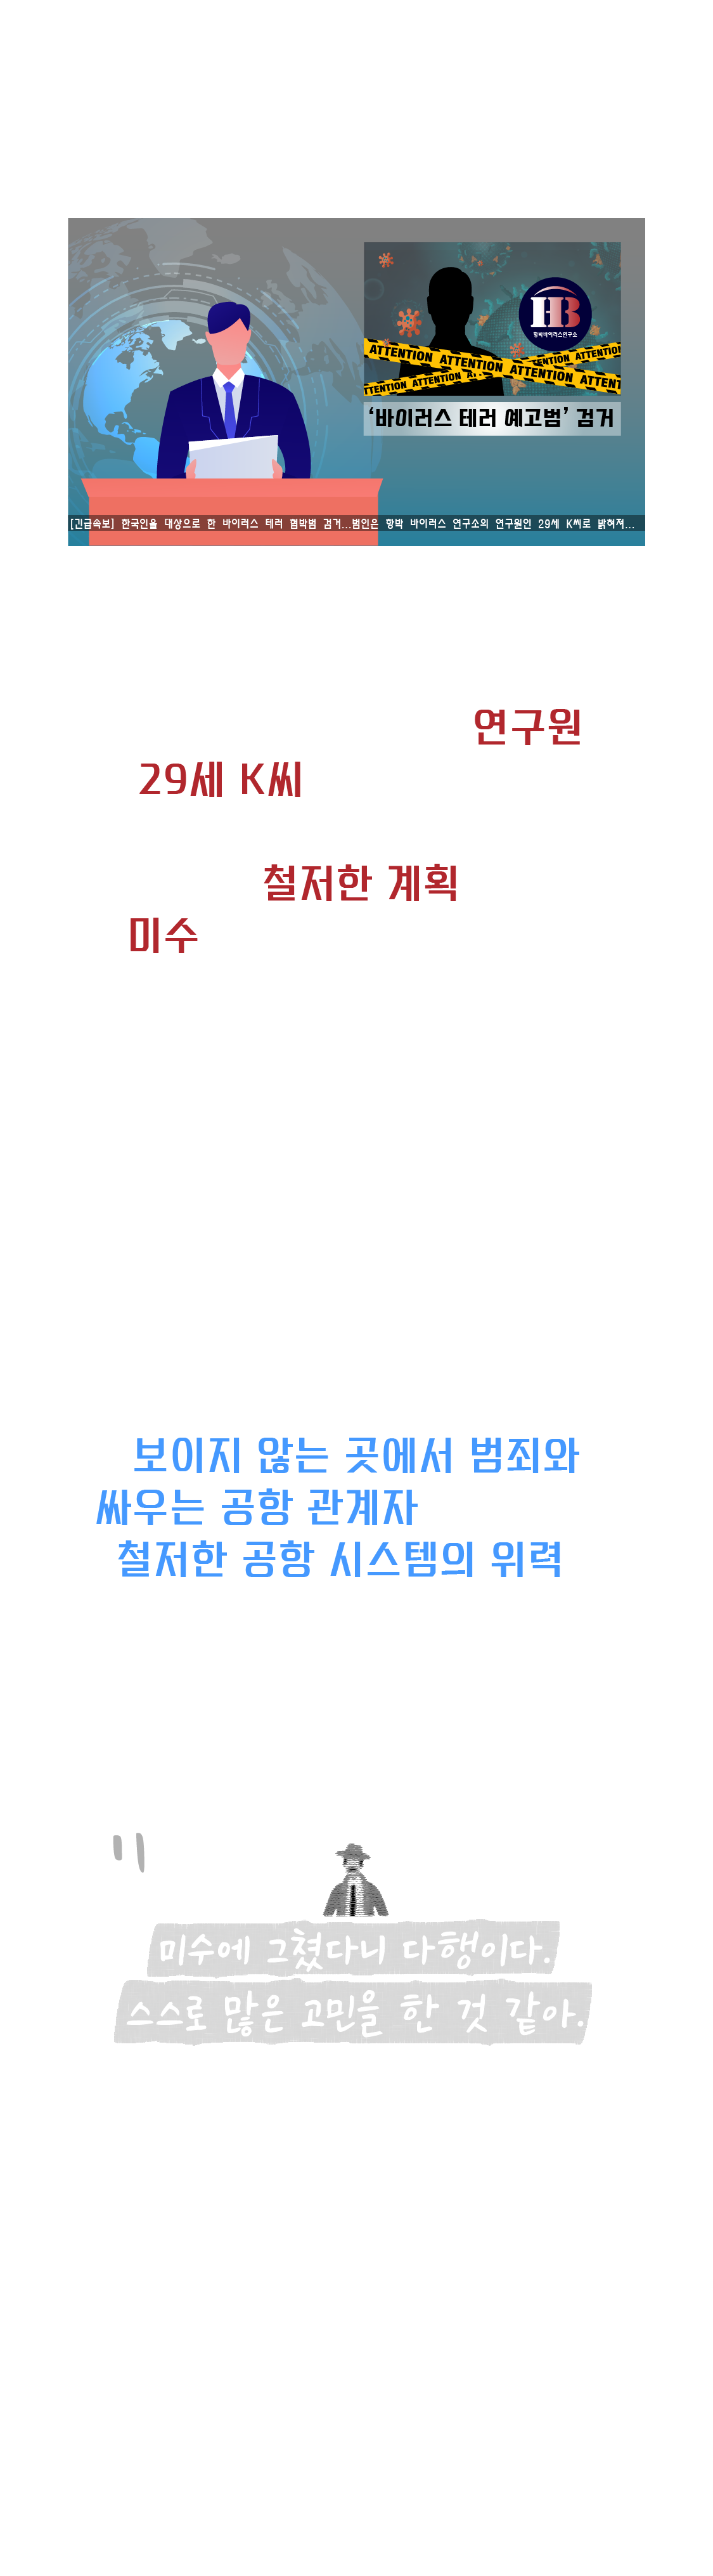 HB
항박바이러스연구소
ATTENTION ATTENTION ATTENTION ATTENTION
ATTENTION ATTENTION
ATTENTION ATTENTION
‘바이러스 테러 예고범’ 검거
[긴급속보] 한국인을 대상으로 한 바이러스 테러 협박범 검거...범인은 항박 바이러스 연구소의 연구원인 29세 K씨로 밝혀져...
연구원
29세 K씨
철저한 계획
미수
보이지 않는 곳에서 범죄와
싸우는 공항 관계자
철저한 공항 시스템의 위력
미수에 그쳤다니 다행이다.
스스로 많은 고민을 한 것 같아.